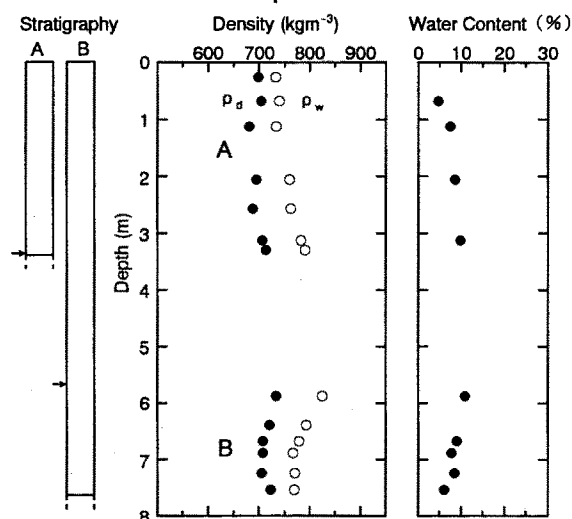 Stratigraphy
A B
Density (kgm⁻³)
600 700 800 900
Water Content (%)
0 10 20 30
Depth (m)
0
1
2
3
4
5
6
7
8
ρd ρw
A
B